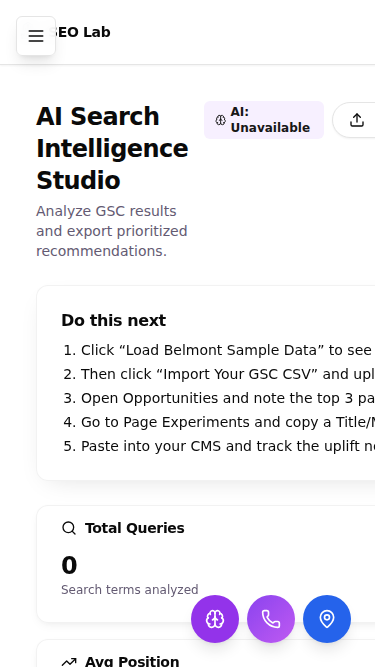 SEO Lab
AI Search
Intelligence
Studio
AI:
Unavailable
Analyze GSC results
and export prioritized
recommendations.
Do this next
1. Click “Load Belmont Sample Data” to see
2. Then click “Import Your GSC CSV” and upl
3. Open Opportunities and note the top 3 pa
4. Go to Page Experiments and copy a Title/M
5. Paste into your CMS and track the uplift ne
Total Queries
0
Search terms analyzed
Avg Position